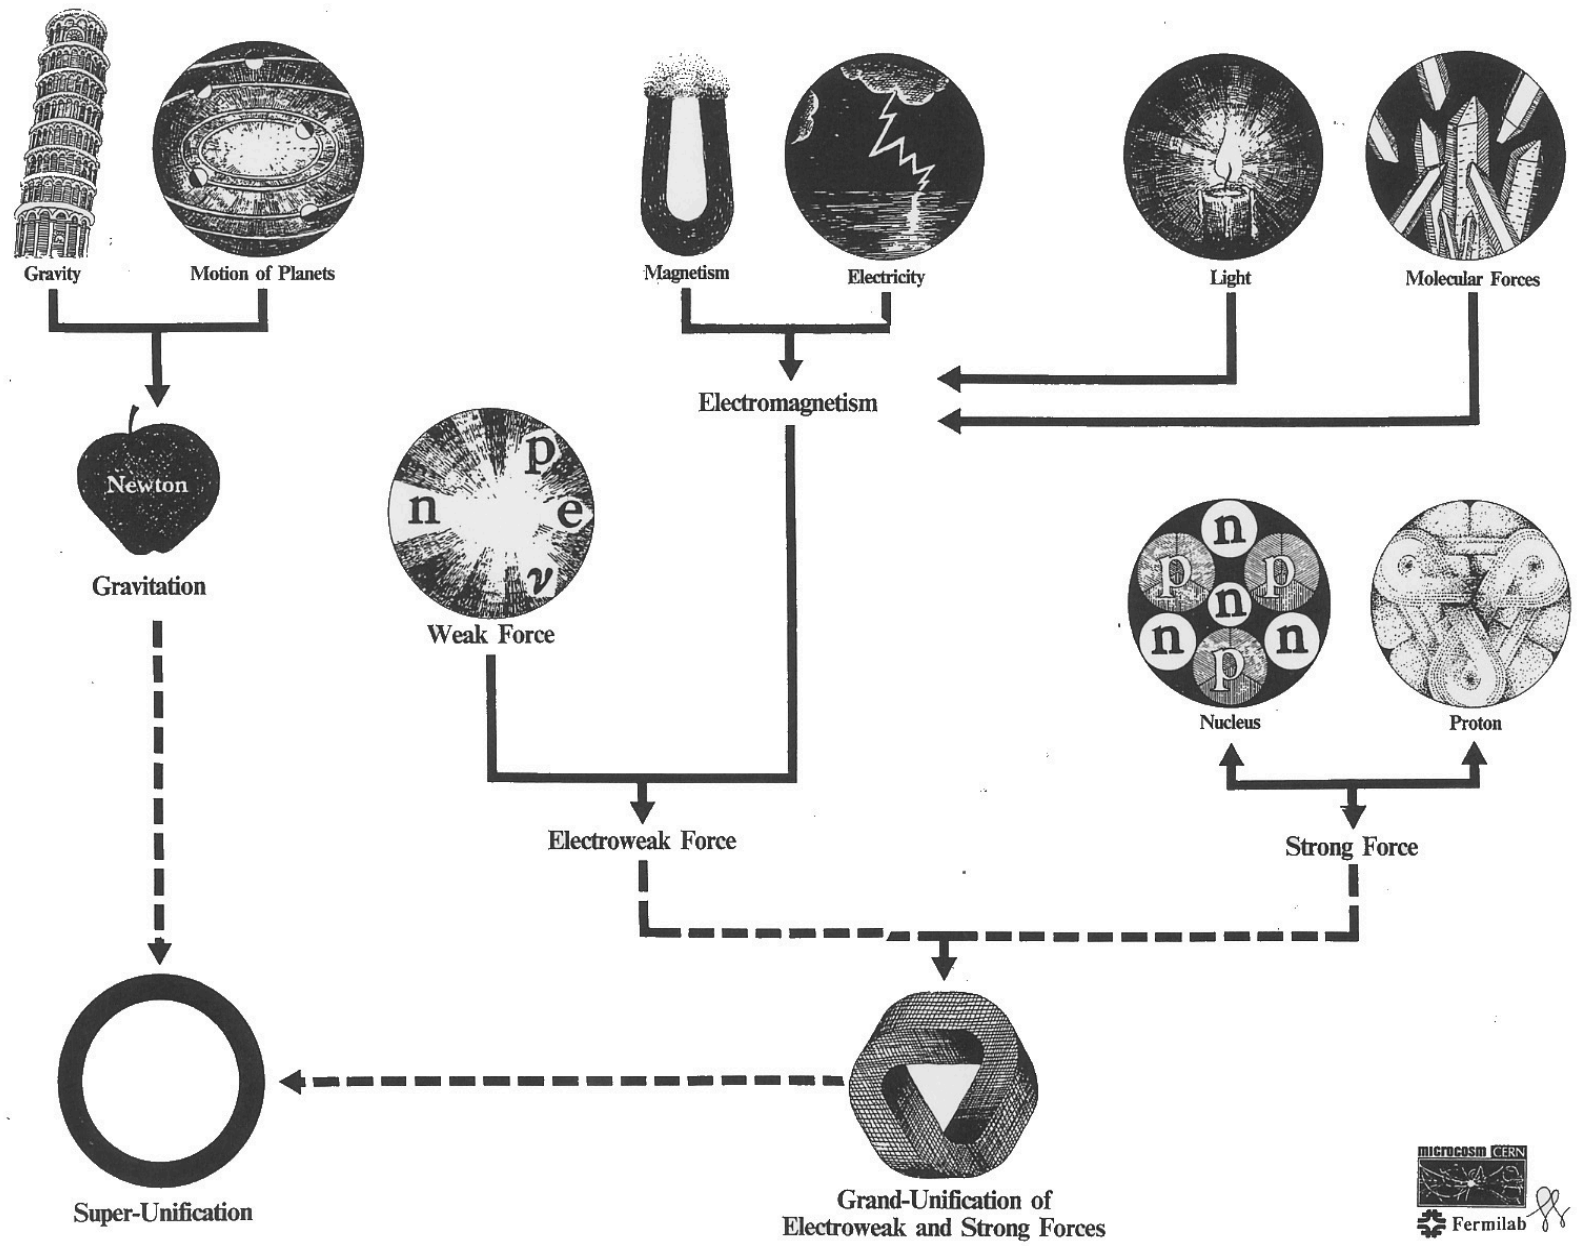 Gravity
Motion of Planets
Magnetism
Electricity
Light
Molecular Forces
Electromagnetism
Newton
Gravitation
p
n
e
ν
Weak Force
n
p
p
n
n
n
p
Nucleus
Proton
Electroweak Force
Strong Force
Super-Unification
Grand-Unification of
Electroweak and Strong Forces
microcosm CERN
Fermilab